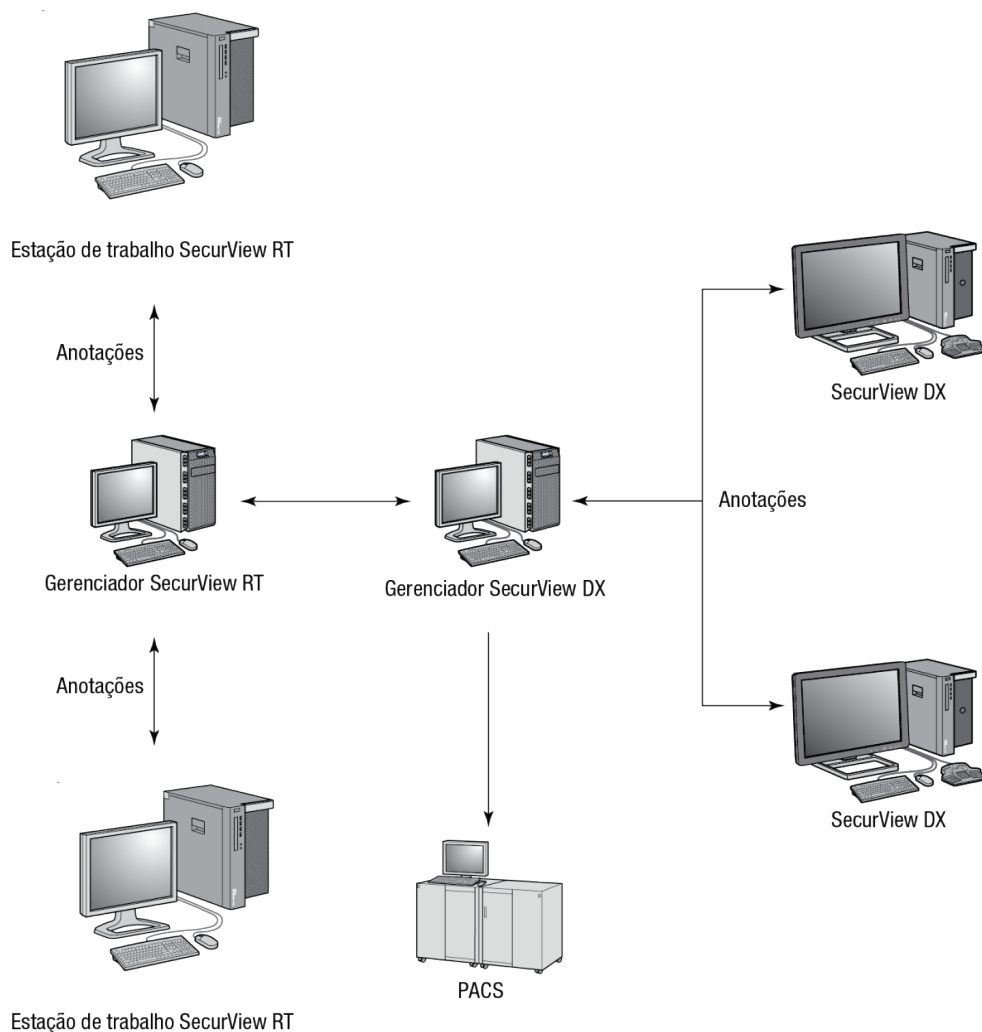 Estação de trabalho SecurView RT
Anotações
SecurView DX
Anotações
Gerenciador SecurView RT
Gerenciador SecurView DX
Anotações
SecurView DX
PACS
Estação de trabalho SecurView RT